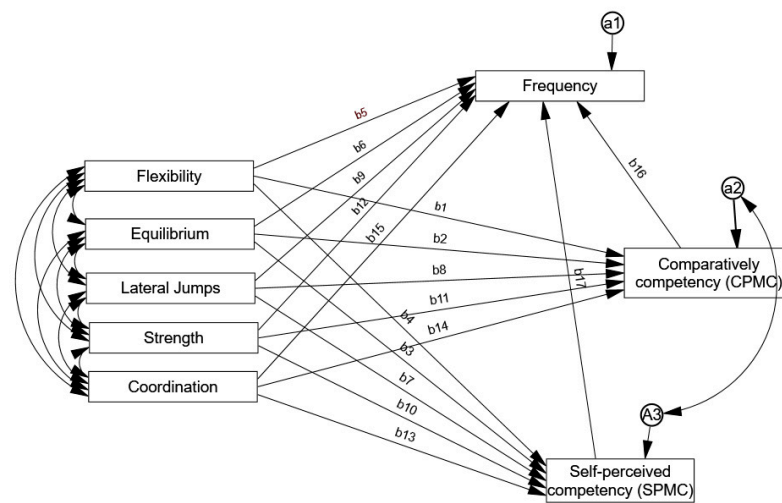 a1
Frequency
b5
b6
b9
b12
b15
b16
Flexibility
b1
a2
Equilibrium
b2
Comparatively
competency (CPMC)
Lateral Jumps
b8
b17
b11
b4
Strength
b14
b3
b7
Coordination
b10
b13
A3
Self-perceived
competency (SPMC)